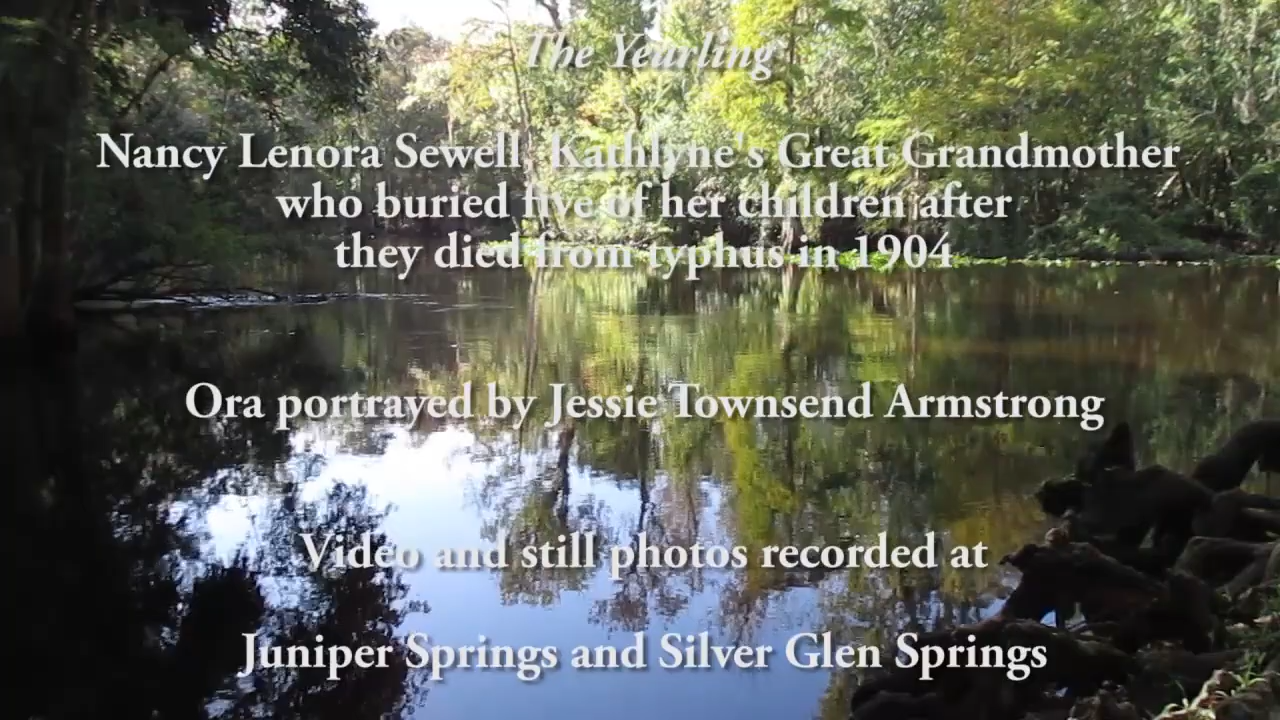 The Yearling
Nancy Lenora Sewell Kathlyne's Great Grandmother
who buried five of her children after
they died from typhus in 1904
Ora portrayed by Jessie Townsend Armstrong
Video and still photos recorded at
Juniper Springs and Silver Glen Springs